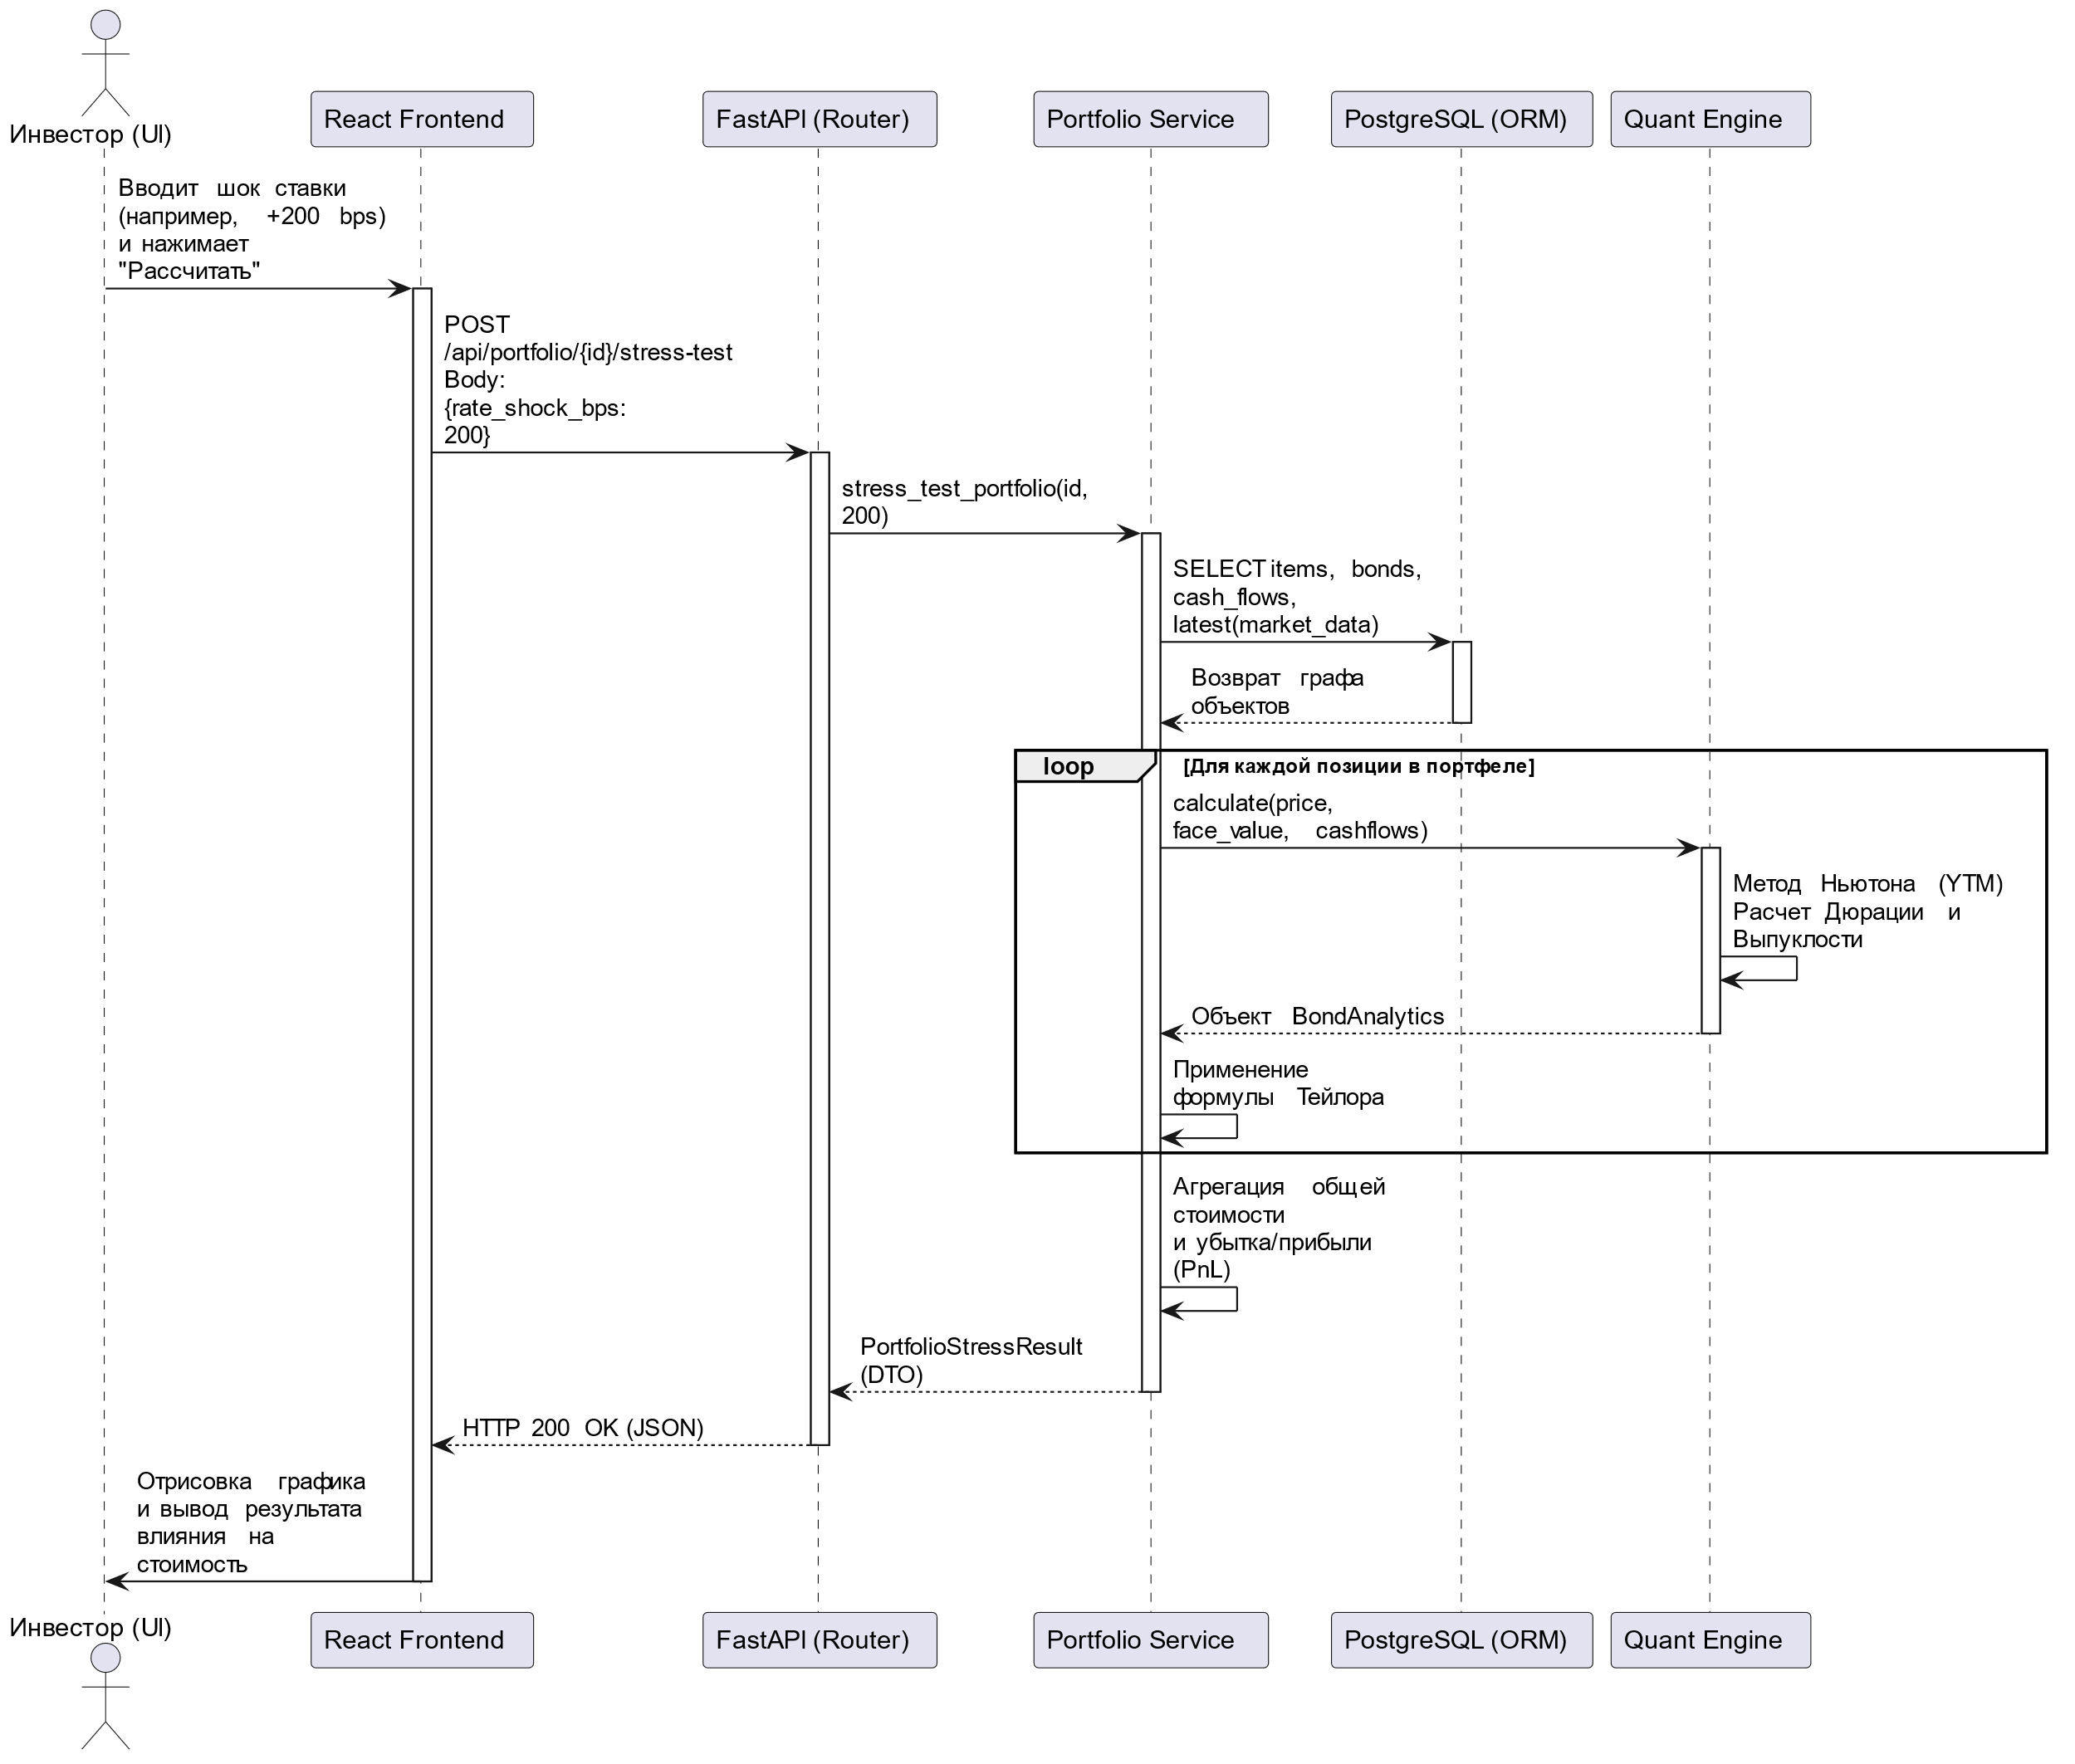 Инвестор (UI)
React Frontend
FastAPI (Router)
Portfolio Service
PostgreSQL (ORM)
Quant Engine
Вводит шок ставки
(например, +200 bps)
и нажимает
"Рассчитать"
POST
/api/portfolio/{id}/stress-test
Body:
{rate_shock_bps:
200}
stress_test_portfolio(id,
200)
SELECT items, bonds,
cash_flows,
latest(market_data)
Возврат графа
объектов
loop
[Для каждой позиции в портфеле]
calculate(price,
face_value, cashflows)
Метод Ньютона (YTM)
Расчет Дюрации и
Выпуклости
Объект BondAnalytics
Применение
формулы Тейлора
Агрегация общей
стоимости
и убытка/прибыли
(PnL)
PortfolioStressResult
(DTO)
HTTP 200 OK (JSON)
Отрисовка графика
и вывод результата
влияния на
стоимость
Инвестор (UI)
React Frontend
FastAPI (Router)
Portfolio Service
PostgreSQL (ORM)
Quant Engine